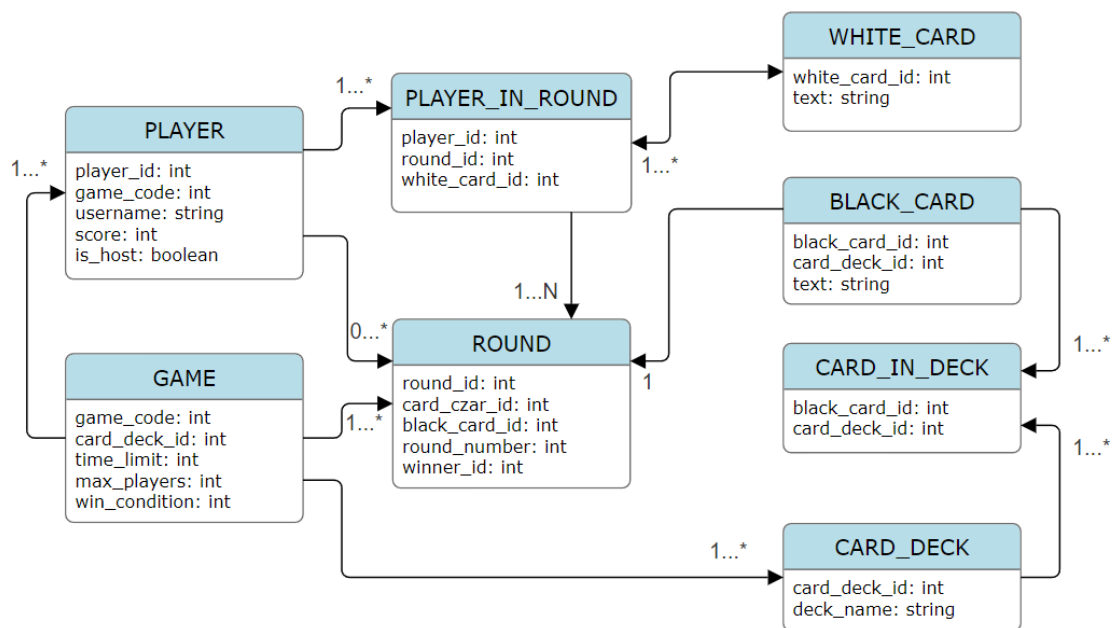 WHITE_CARD
white_card_id: int
text: string
1...*
PLAYER_IN_ROUND
player_id: int
round_id: int
white_card_id: int
1...*
PLAYER
player_id: int
game_code: int
username: string
score: int
is_host: boolean
1...*
BLACK_CARD
black_card_id: int
card_deck_id: int
text: string
1...N
0...*
ROUND
round_id: int
card_czar_id: int
black_card_id: int
round_number: int
winner_id: int
1
1...*
CARD_IN_DECK
black_card_id: int
card_deck_id: int
1...*
GAME
game_code: int
card_deck_id: int
time_limit: int
max_players: int
win_condition: int
1...*
1...*
CARD_DECK
card_deck_id: int
deck_name: string